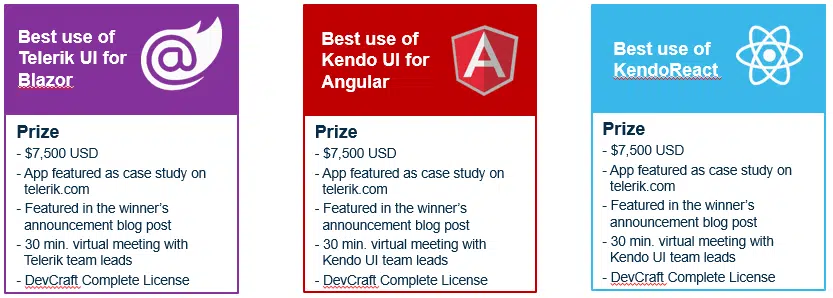 Best use of
Telerik UI for
Blazor
Prize
- $7,500 USD
- App featured as case study on
telerik.com
- Featured in the winner's
announcement blog post
- 30 min. virtual meeting with
Telerik team leads
- DevCraft Complete License
Best use of
Kendo UI for
Angular
A
Prize
- $7,500 USD
- App featured as case study on
telerik.com
- Featured in the winner's
announcement blog post
- 30 min. virtual meeting with
Kendo UI team leads
- DevCraft Complete License
Best use of
KendoReact
Prize
- $7,500 USD
- App featured as case study on
telerik.com
- Featured in the winner's
announcement blog post
- 30 min. virtual meeting with
Kendo UI team leads
- DevCraft Complete License